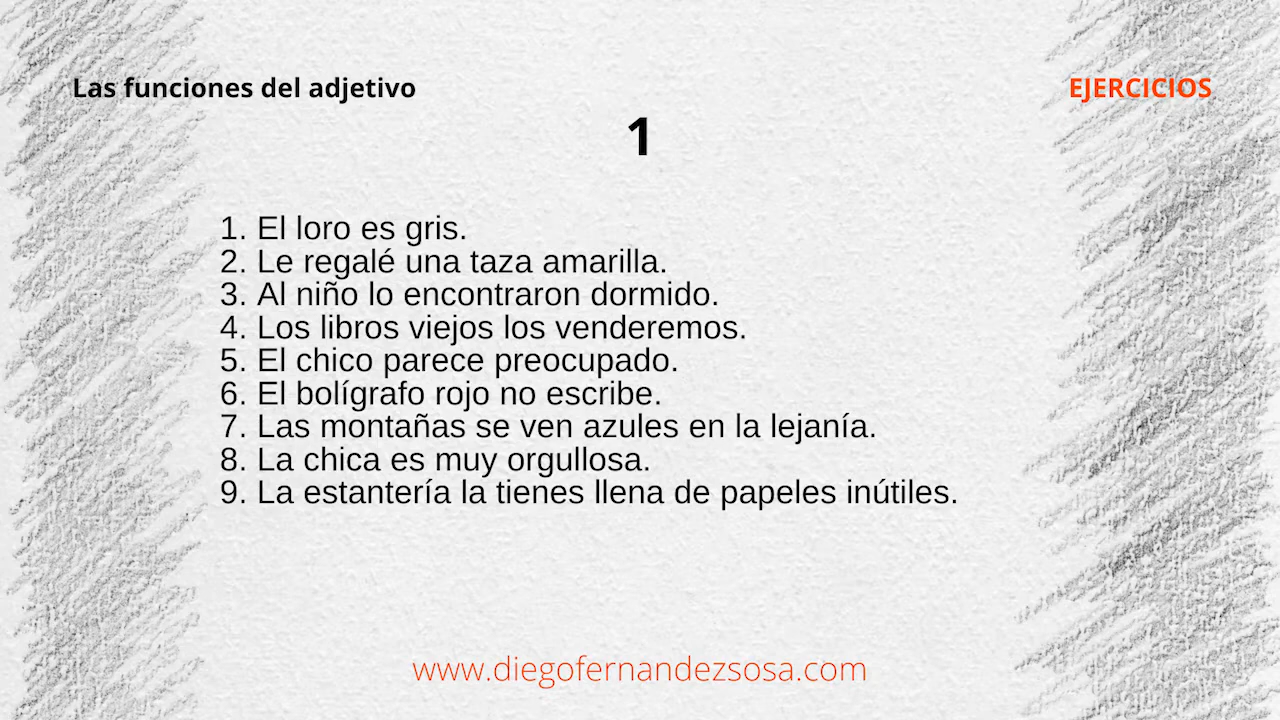 Las funciones del adjetivo
EJERCICIOS
1
1. El loro es gris.
2. Le regalé una taza amarilla.
3. Al niño lo encontraron dormido.
4. Los libros viejos los venderemos.
5. El chico parece preocupado.
6. El bolígrafo rojo no escribe.
7. Las montañas se ven azules en la lejanía.
8. La chica es muy orgullosa.
9. La estantería la tienes llena de papeles inútiles.
www.diegofernandezsosa.com